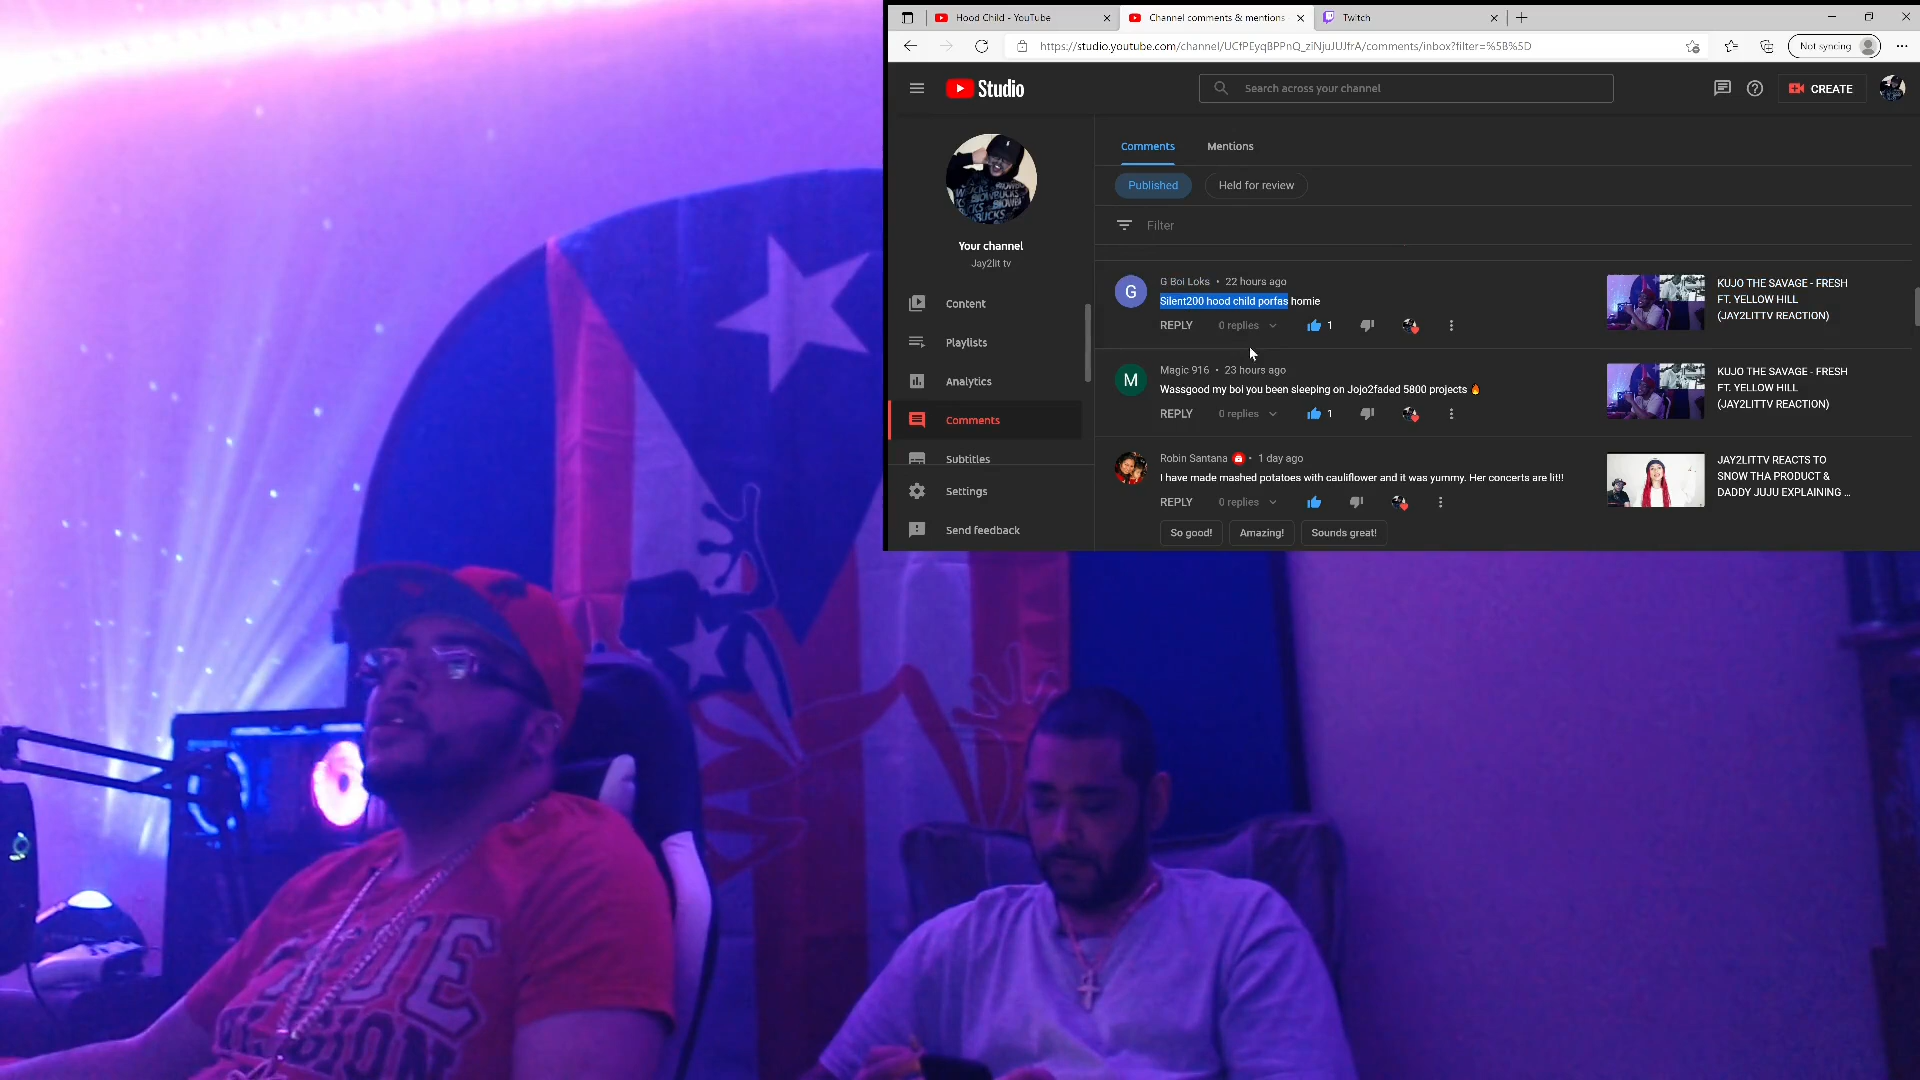 Hood Child - YouTube
Channel comments & mentions
Twitch
https://studio.youtube.com/channel/UCfPEyqBPPnQ_ziNjuJUJfrA/comments/inbox?filter=%5B%5D
Not syncing
Studio
Search across your channel
CREATE
Your channel
Jay2lit tv
Content
Playlists
Analytics
Comments
Subtitles
Settings
Send feedback
Comments
Mentions
Published
Held for review
Filter
G
G Boi Loks • 22 hours ago
Silent200 hood child porfas homie
REPLY
0 replies
1
KUJO THE SAVAGE - FRESH
FT. YELLOW HILL
(JAY2LITTV REACTION)
M
Magic 916 • 23 hours ago
Wassgood my boi you been sleeping on Jojo2faded 5800 projects 🔥
REPLY
0 replies
1
KUJO THE SAVAGE - FRESH
FT. YELLOW HILL
(JAY2LITTV REACTION)
Robin Santana • 1 day ago
I have made mashed potatoes with cauliflower and it was yummy. Her concerts are lit!!
REPLY
0 replies
So good!
Amazing!
Sounds great!
JAY2LITTV REACTS TO
SNOW THA PRODUCT &
DADDY JUJU EXPLAINING ...